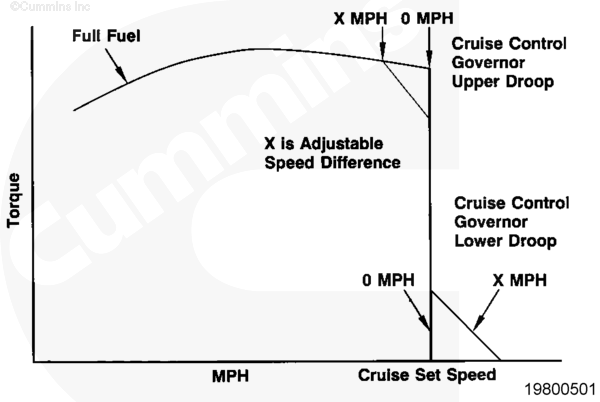 ©Cummins Inc
X MPH 0 MPH
Full Fuel
Cruise Control
Governor
Upper Droop
X is Adjustable
Speed Difference
Cummins
Torque
Cruise Control
Governor
Lower Droop
0 MPH X MPH
MPH Cruise Set Speed
19800501